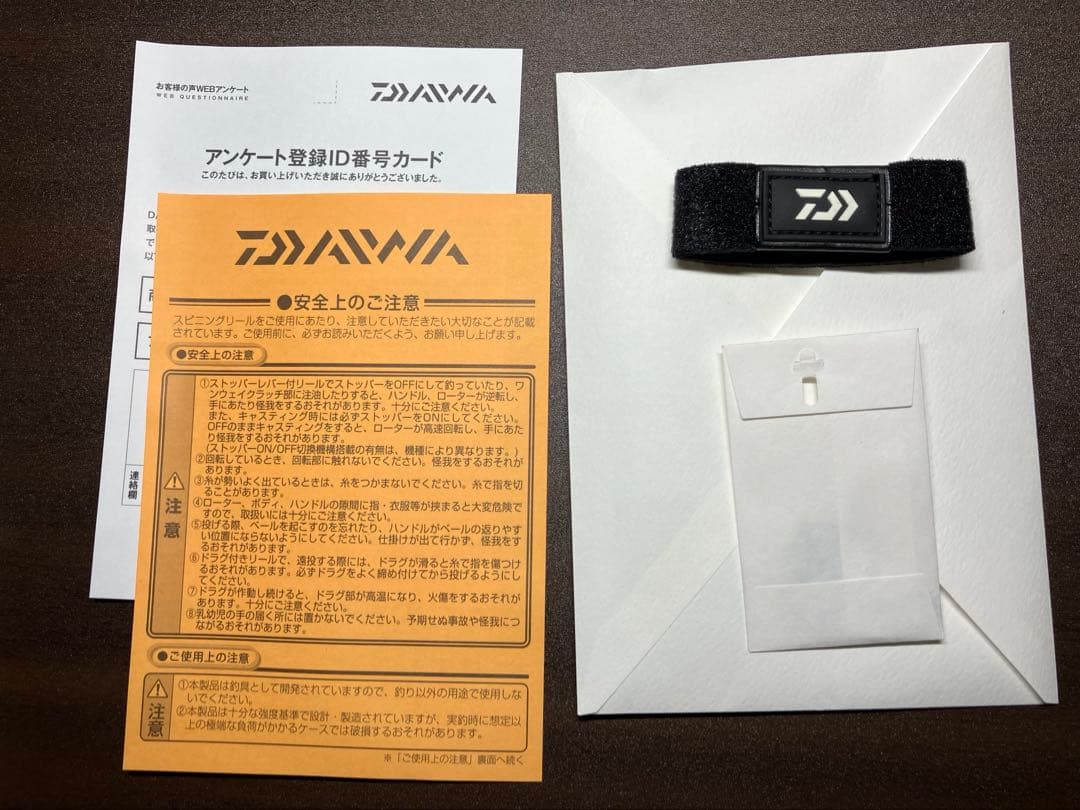 お客様の声WEBアンケート
WEB QUESTIONNAIRE
DAIWA
アンケート登録ID番号カード
このたびは、お買い上げいただき誠にありがとうございました。
取
で
以
連絡欄
DAIWA
●安全上のご注意
スピニングリールをご使用にあたり、注意していただきたい大切なことが記載
されています。ご使用前に、必ずお読みいただくよう、お願い申し上げます。
●安全上の注意
注意
①ストッパーレバー付リールでストッパーをOFFにして釣っていたり、ワ
ンウェイクラッチ部に注油したりすると、ハンドル、ローターが逆転し、
手にあたり怪我をするおそれがあります。十分にご注意ください。
また、キャスティング時には必ずストッパーをONにしてください。
OFFのままキャスティングをすると、ローターが高速回転し、手にあた
り怪我をするおそれがあります。
(ストッパーON/OFF切換機構搭載の有無は、機種により異なります。)
②回転しているとき、回転部に触れないでください。怪我をするおそれが
あります。
③糸が勢いよく出ているときは、糸をつかまないでください。糸で指を切
ることがあります。
④ローター、ボディ、ハンドルの隙間に指・衣服等が挟まると大変危険で
すので、取扱いには十分にご注意ください。
⑤投げる際、ベールを起こすのを忘れたり、ハンドルがベールの返りやす
い位置にならないようにしてください。仕掛けが出て行かず、怪我をす
るおそれがあります。
⑥ドラグ付きリールで、遠投する際には、ドラグが滑ると糸で指を傷つけ
るおそれがあります。必ずドラグをよく締め付けてから投げるようにし
てください。
⑦ドラグが作動し続けると、ドラグ部が高温になり、火傷をするおそれが
あります。十分にご注意ください。
⑧乳幼児の手の届く所には置かないでください。予期せぬ事故や怪我につ
ながるおそれがあります。
●ご使用上の注意
注意
①本製品は釣具として開発されていますので、釣り以外の用途で使用しな
いでください。
②本製品は十分な強度基準で設計・製造されていますが、実釣時に想定以
上の極端な負荷がかかるケースでは破損するおそれがあります。
※「ご使用上の注意」裏面へ続く